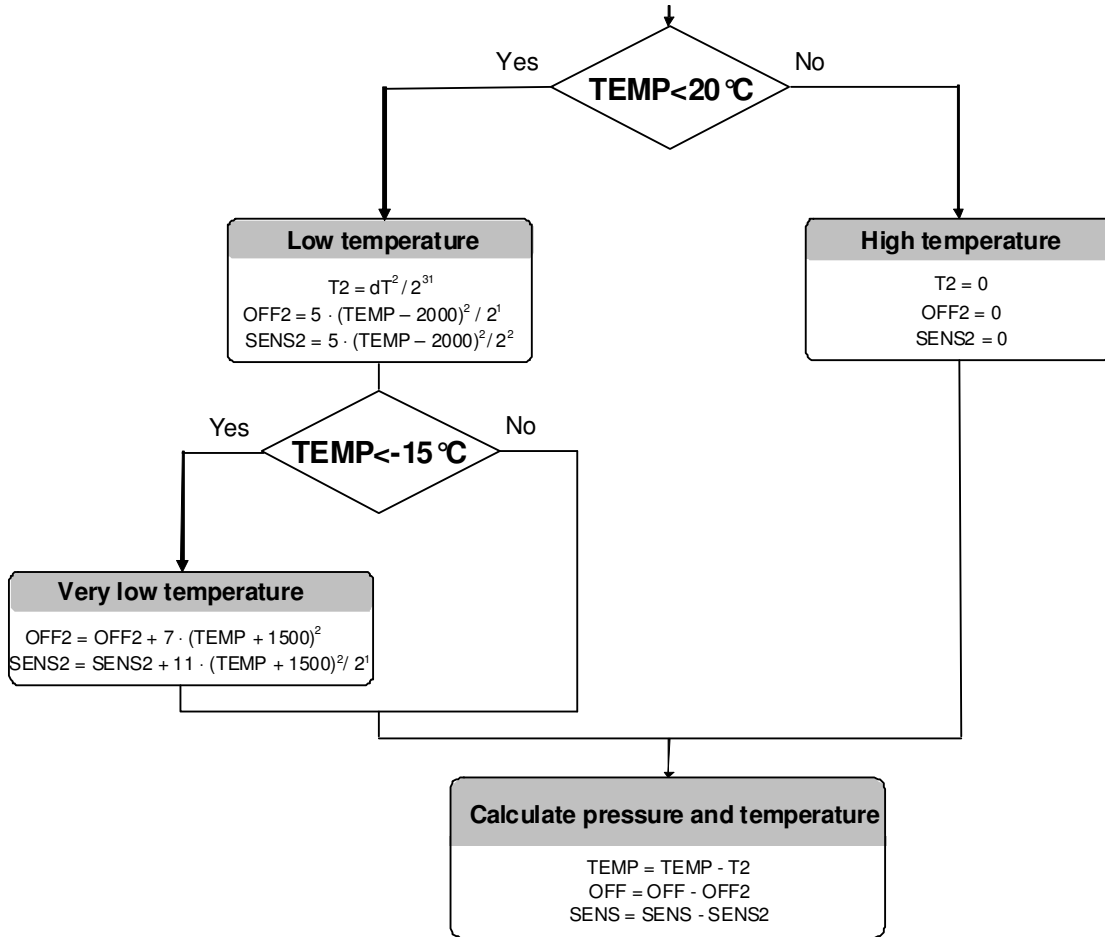 TEMP<20°C
Yes
No
Low temperature
T2 = dT² / 2³¹
OFF2 = 5 · (TEMP – 2000)² / 2¹
SENS2 = 5 · (TEMP – 2000)² / 2²
High temperature
T2 = 0
OFF2 = 0
SENS2 = 0
Yes
No
TEMP<-15°C
Very low temperature
OFF2 = OFF2 + 7 · (TEMP + 1500)²
SENS2 = SENS2 + 11 · (TEMP + 1500)² / 2¹
Calculate pressure and temperature
TEMP = TEMP - T2
OFF = OFF - OFF2
SENS = SENS - SENS2